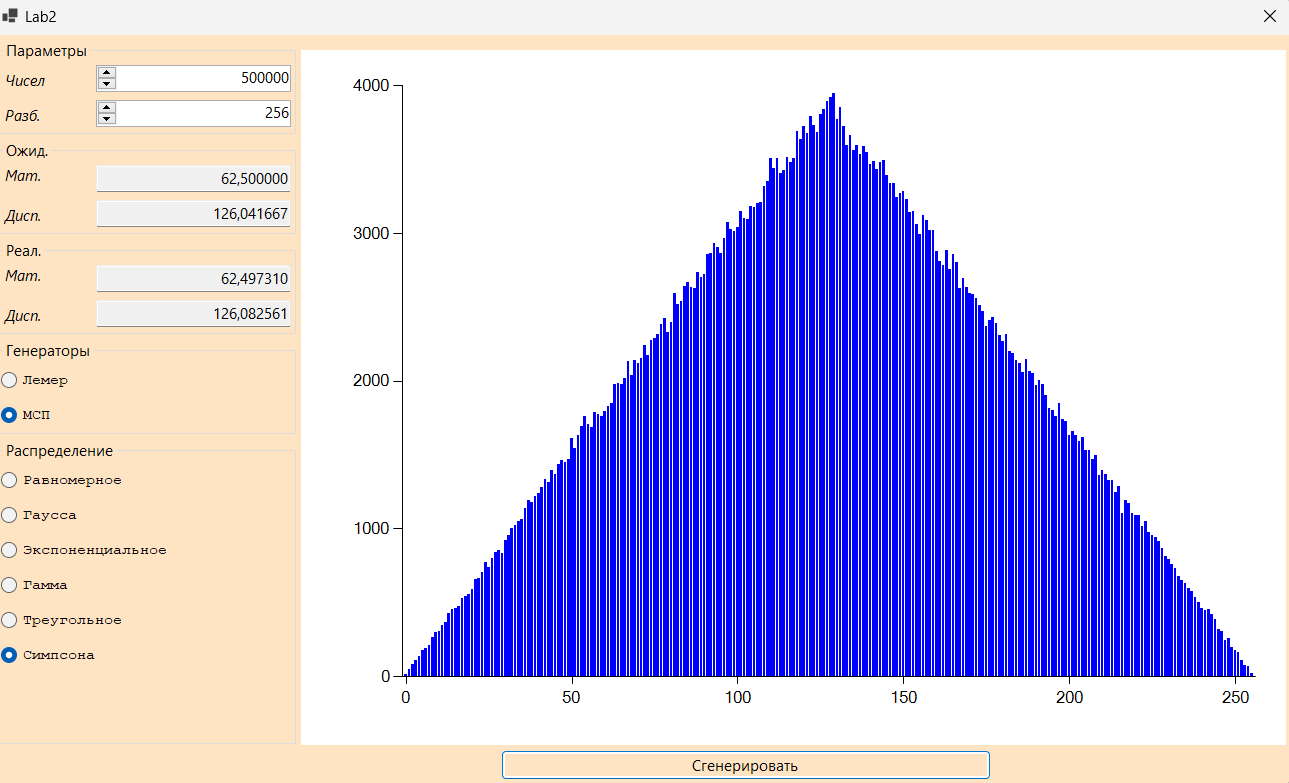 Lab2
Параметры
Чисел 500000
Разб. 256
Ожид.
Мат. 62,500000
Дисп. 126,041667
Реал.
Мат. 62,497310
Дисп. 126,082561
Генераторы
Лемер
МСП
Распределение
Равномерное
Гаусса
Экспоненциальное
Гамма
Треугольное
Симпсона
4000
3000
2000
1000
0
0 50 100 150 200 250
Сгенерировать